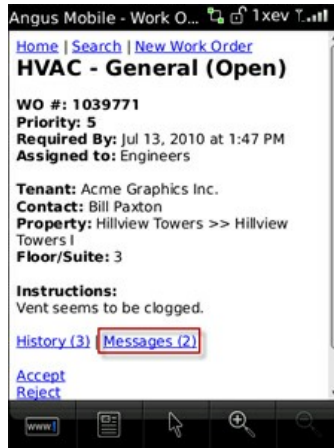 Angus Mobile - Work O... 1xev
Home | Search | New Work Order
HVAC - General (Open)
WO #: 1039771
Priority: 5
Required By: Jul 13, 2010 at 1:47 PM
Assigned to: Engineers
Tenant: Acme Graphics Inc.
Contact: Bill Paxton
Property: Hillview Towers >> Hillview
Towers I
Floor/Suite: 3
Instructions:
Vent seems to be clogged.
History (3) | Messages (2)
Accept
Reject
www